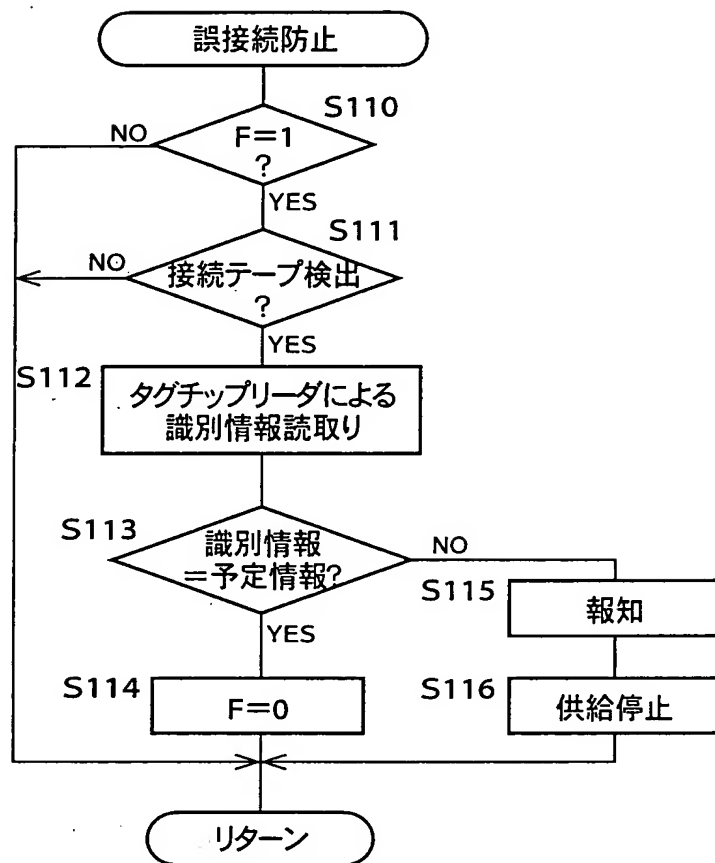 誤接続防止
S110
NO
F=1
?
YES
S111
NO
接続テープ検出
?
YES
S112
タグチップリーダによる
識別情報読取り
S113
識別情報
=予定情報?
NO
YES
S115
報知
S114
F=0
S116
供給停止
リターン